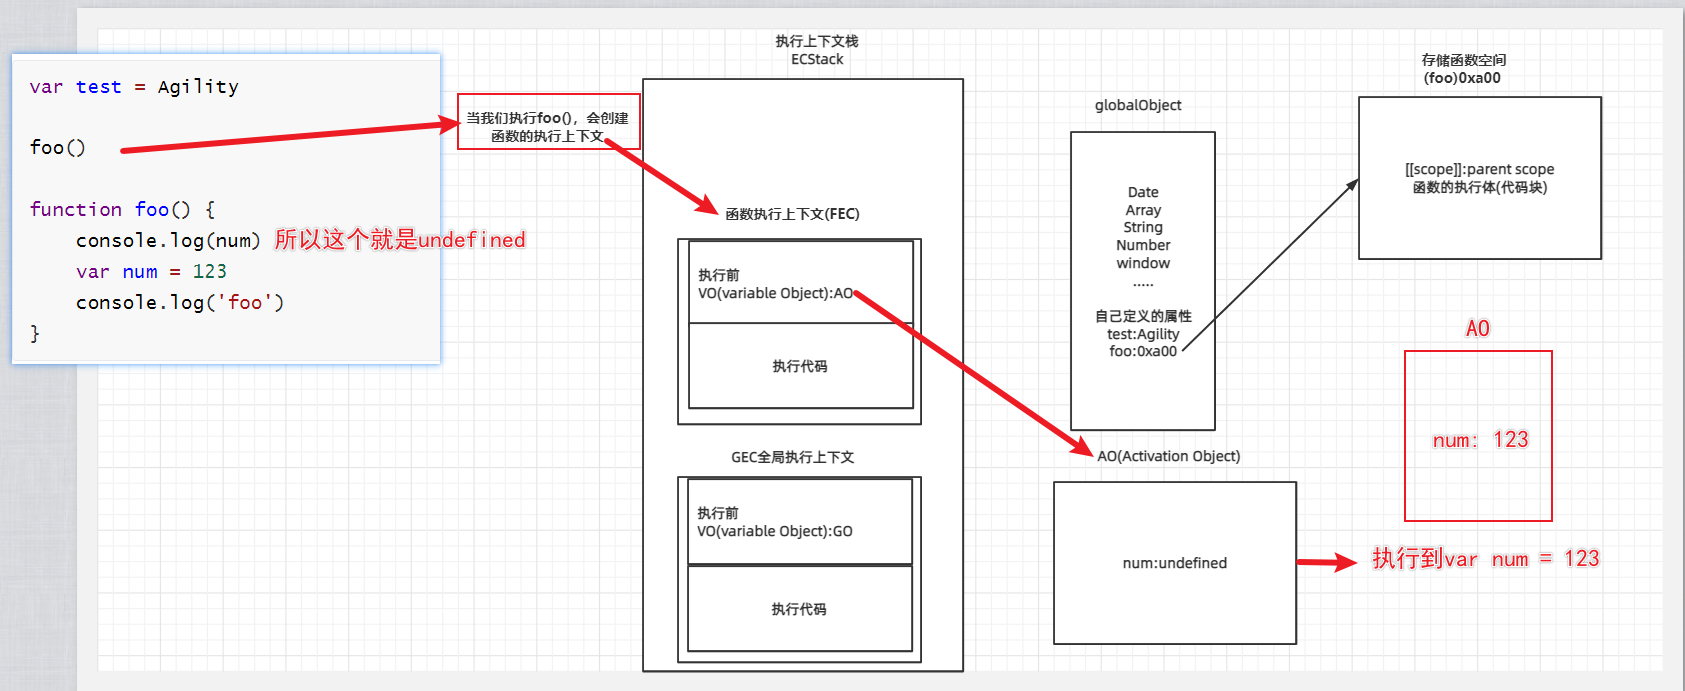 var test = Agility
foo()
function foo() {
console.log(num) 所以这个就是undefined
var num = 123
console.log('foo')
}
当我们执行foo()，会创建
函数的执行上下文
执行上下文栈
ECStack
函数执行上下文(FEC)
执行前
VO(variable Object):AO
执行代码
GEC全局执行上下文
执行前
VO(variable Object):GO
执行代码
globalObject
Date
Array
String
Number
window
.....
自己定义的属性
test:Agility
foo:0xa00
存储函数空间
(foo)0xa00
[[scope]]:parent scope
函数的执行体(代码块)
AO(Activation Object)
num:undefined
AO
num: 123
执行到var num = 123